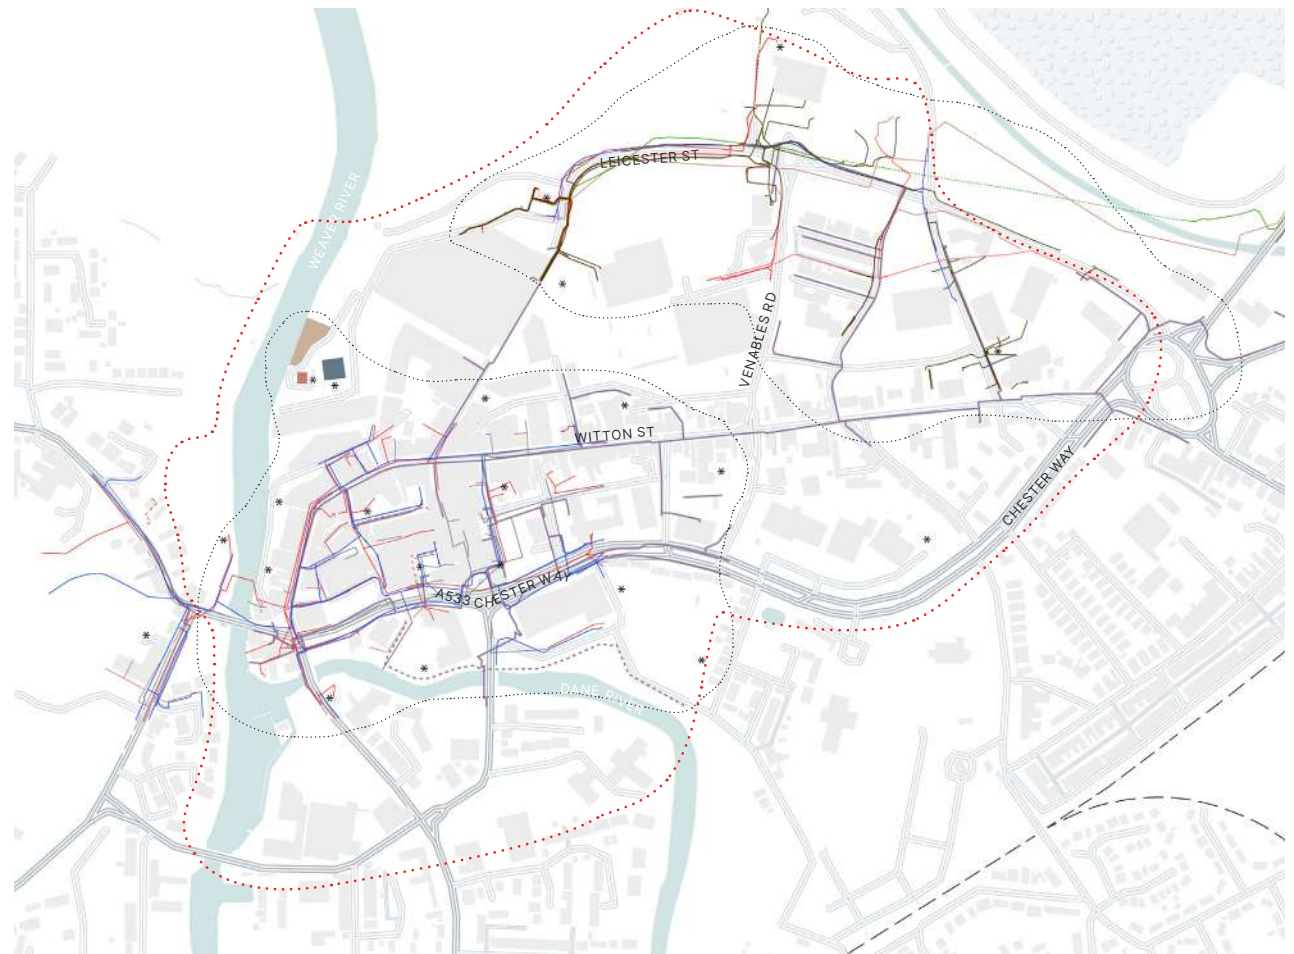 LEICESTER ST
WEAVER RIVER
VENABLES RD
WITTON ST
CHESTER WAY
A533 CHESTER WAY
DANE RIVER